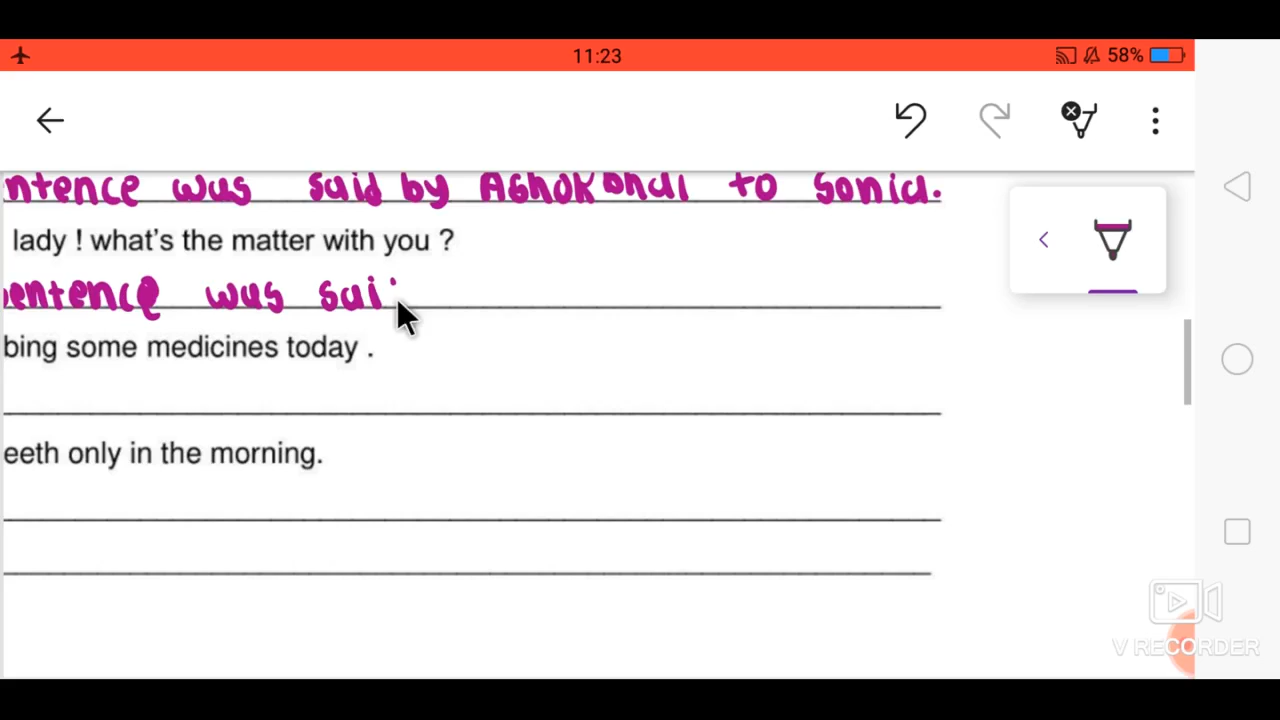 11:23
58%
ntence was said by Ashokbhai to Sonia.
lady ! what's the matter with you ?
entence was sai
bing some medicines today .
eeth only in the morning.
V RECORDER